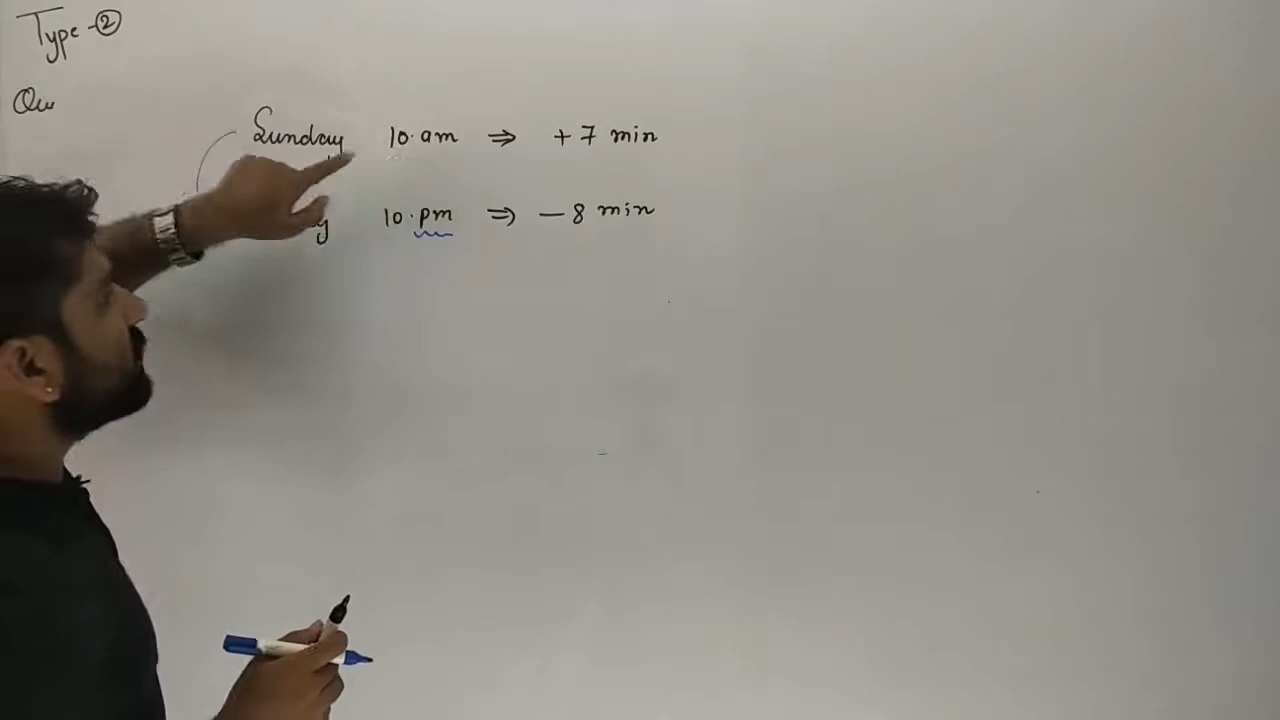 Type-②
Qu
Sunday 10.am ⇒ +7 min
10.pm ⇒ -8 min